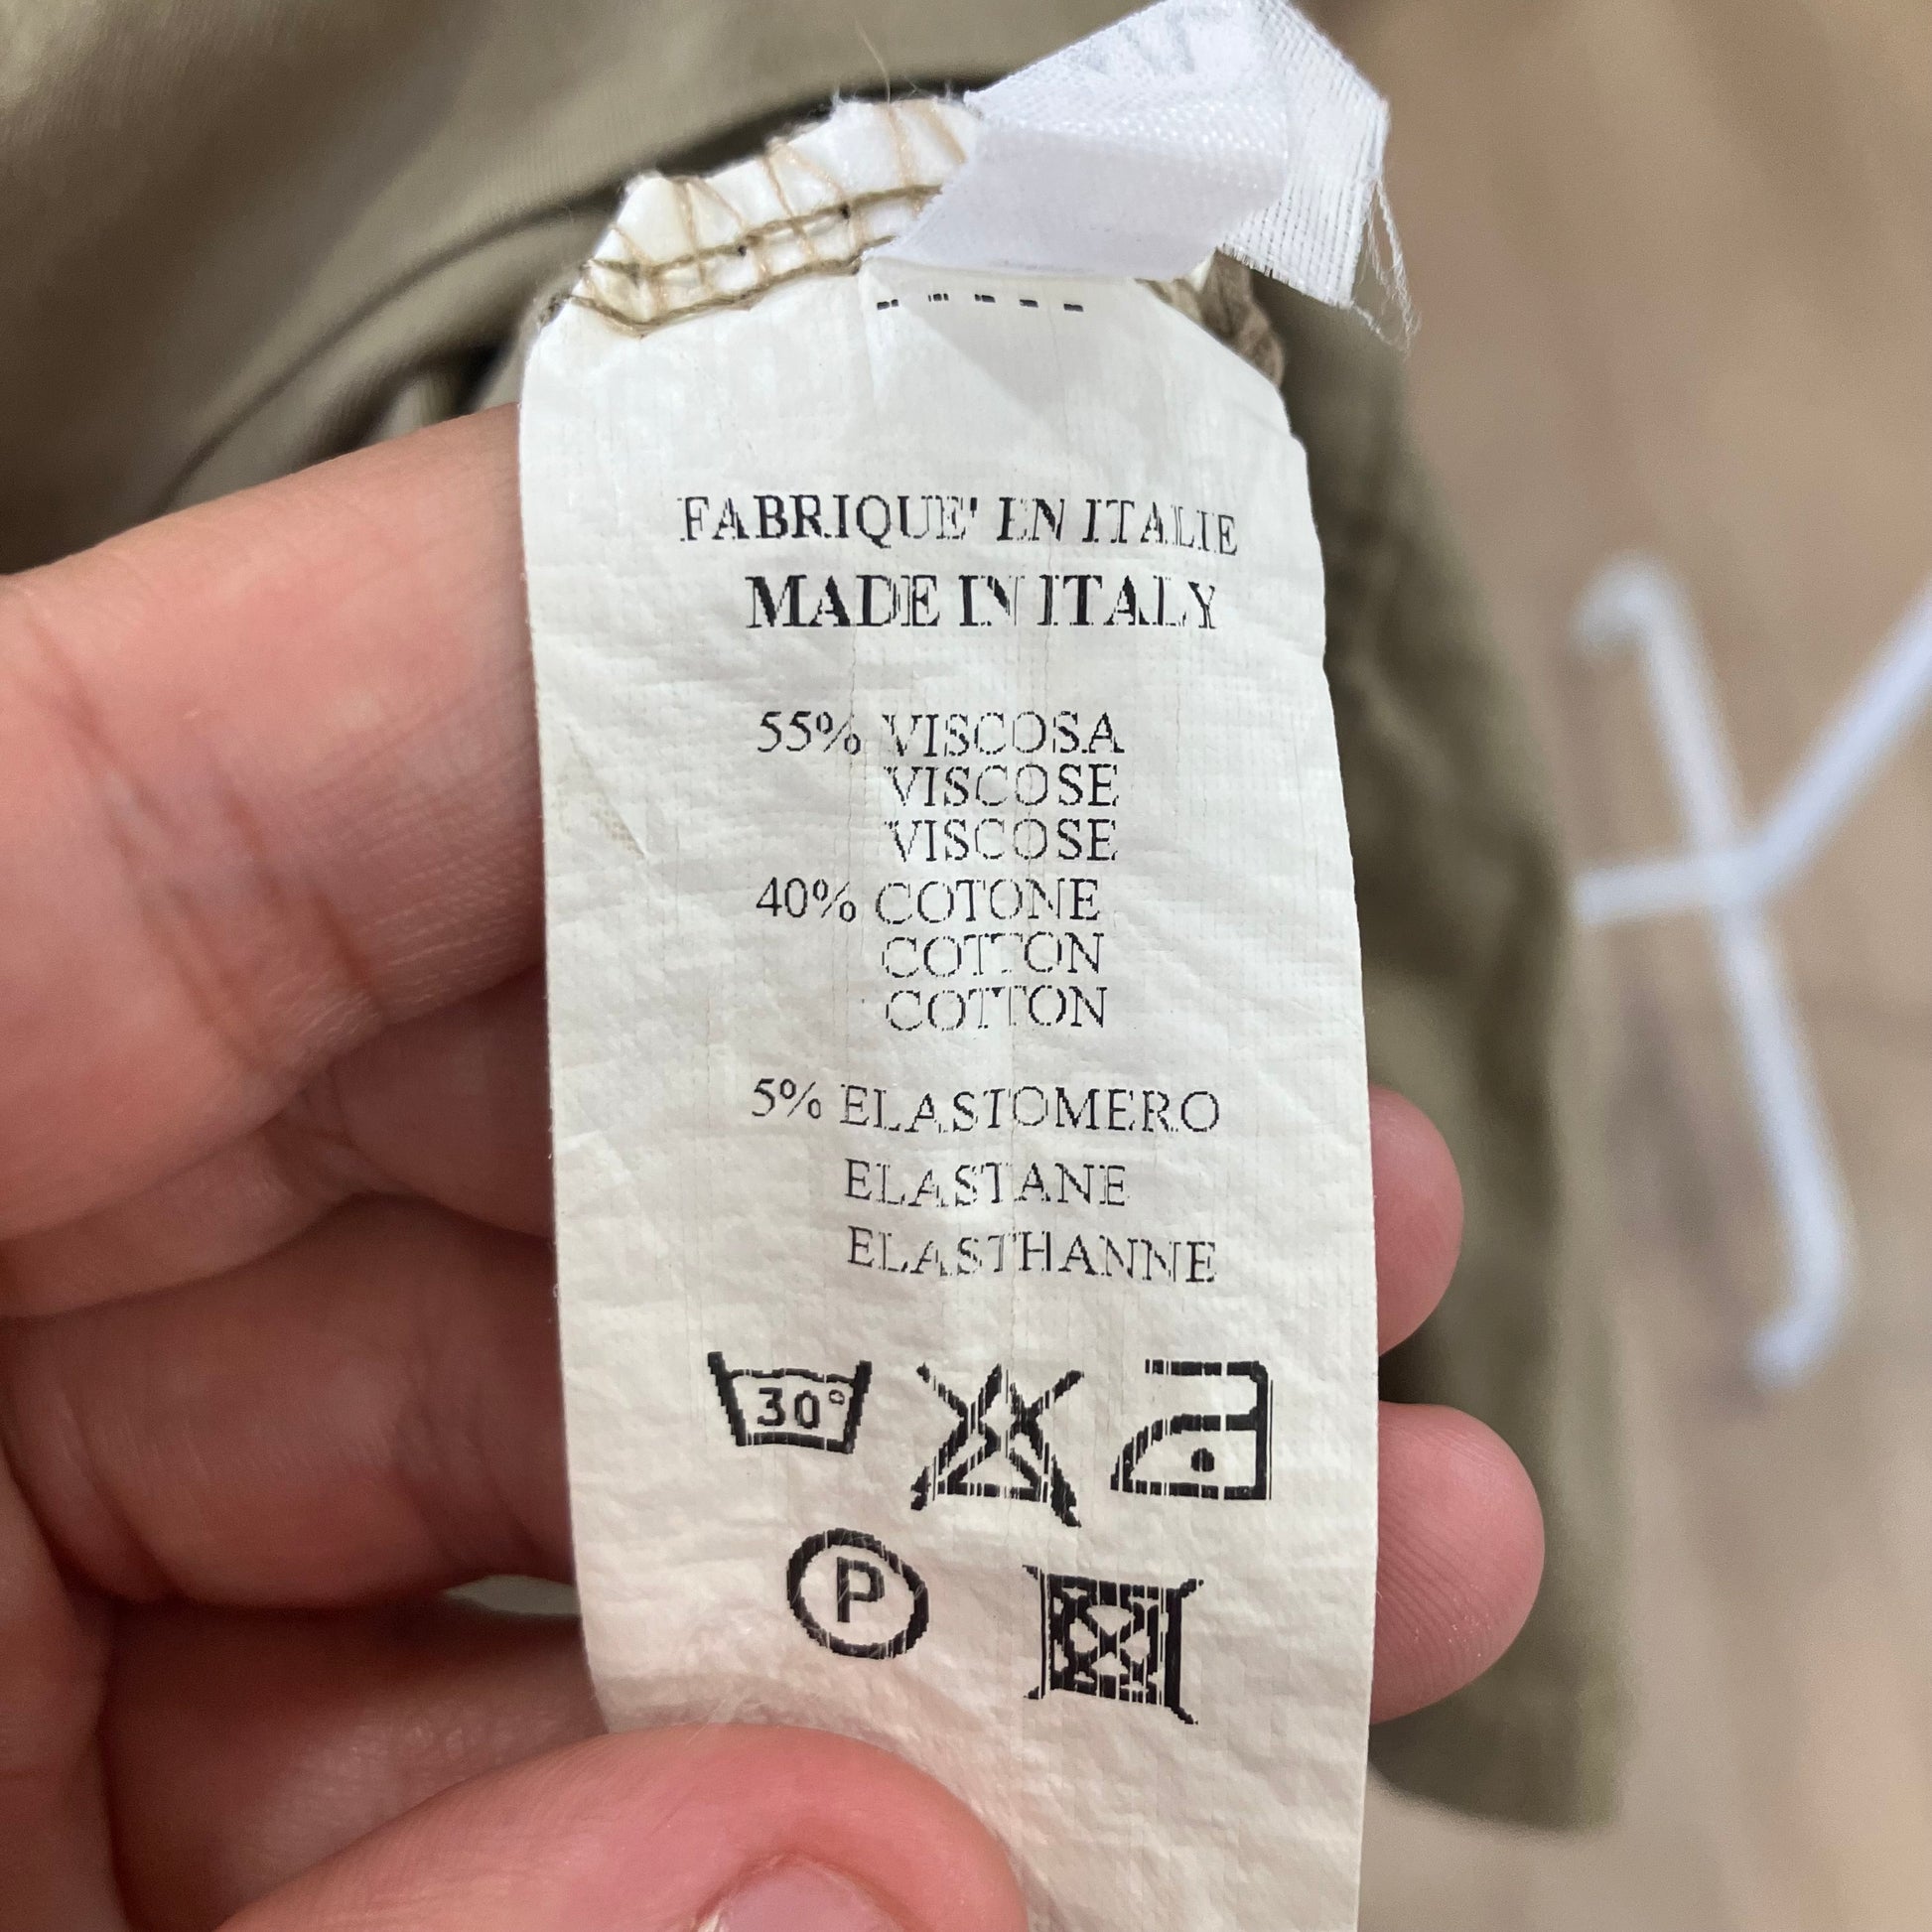 FABRIQUE' EN ITALIE
MADE IN ITALY
55% VISCOSA
VISCOSE
VISCOSE
40% COTONE
COTTON
COTTON
5% ELASTOMERO
ELASTANE
ELASTHANNE
30°
P